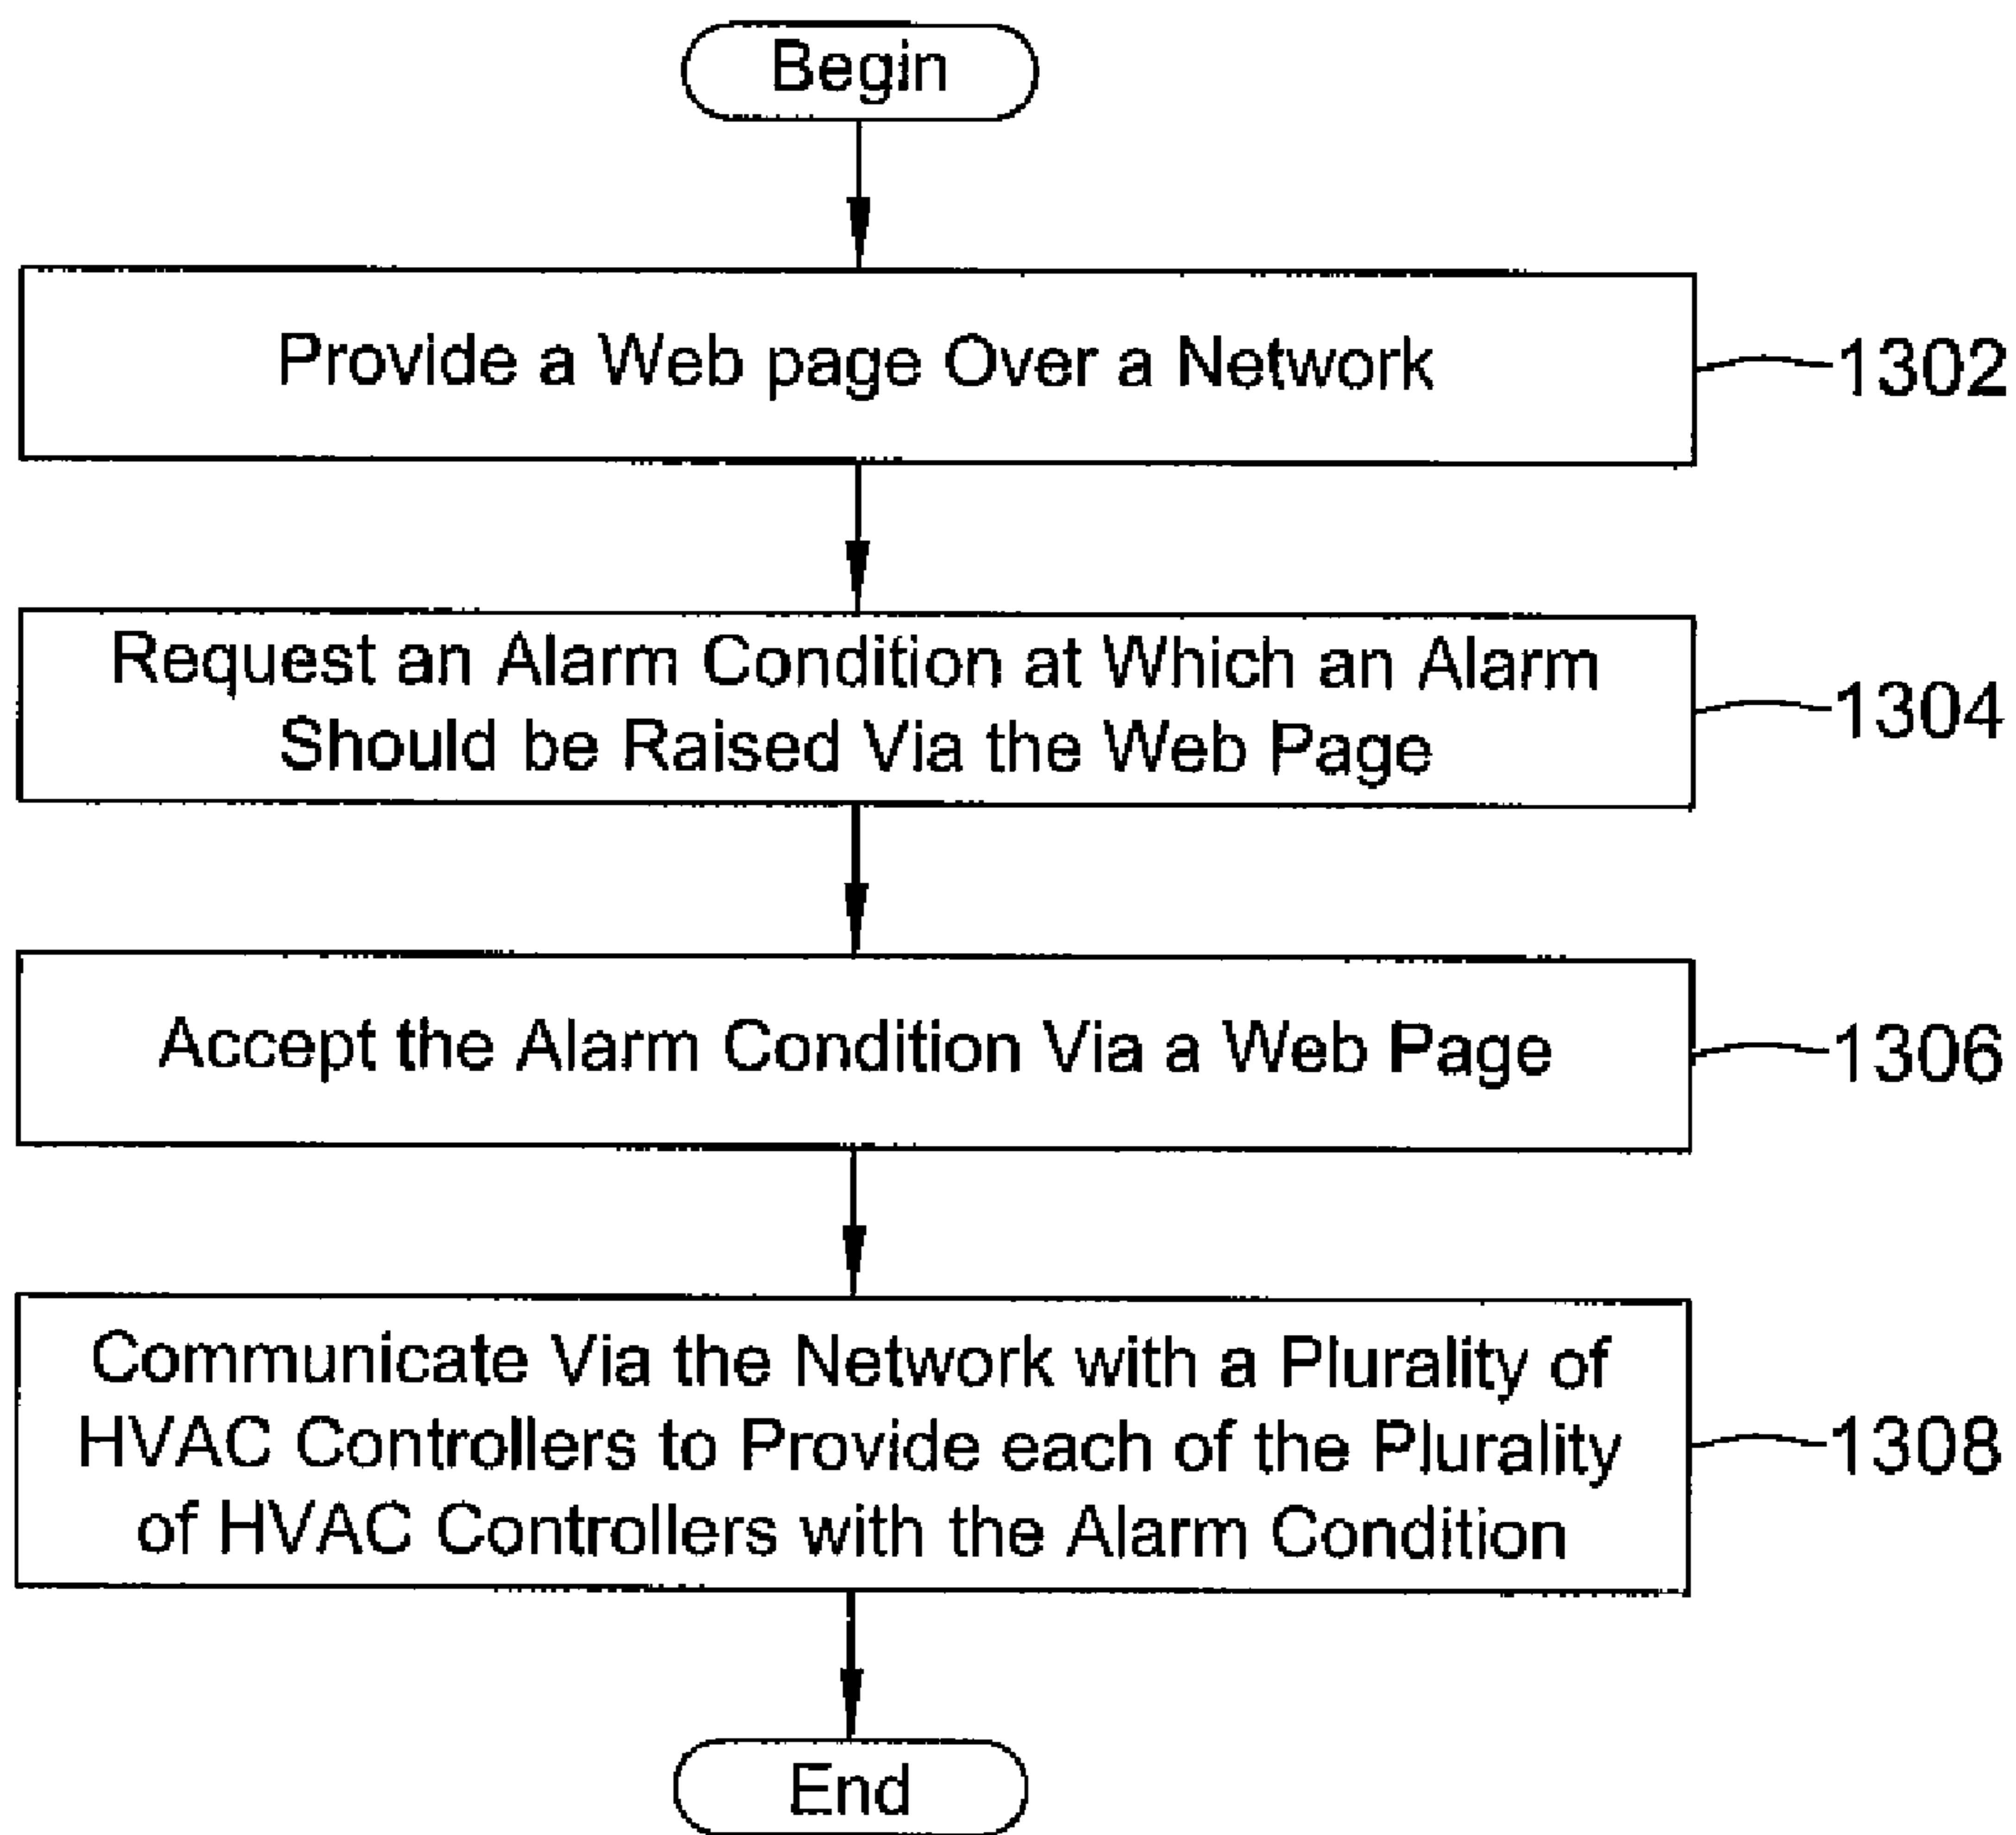 Begin
Provide a Web page Over a Network
1302
Request an Alarm Condition at Which an Alarm
Should be Raised Via the Web Page
1304
Accept the Alarm Condition Via a Web Page
1306
Communicate Via the Network with a Plurality of
HVAC Controllers to Provide each of the Plurality
of HVAC Controllers with the Alarm Condition
1308
End